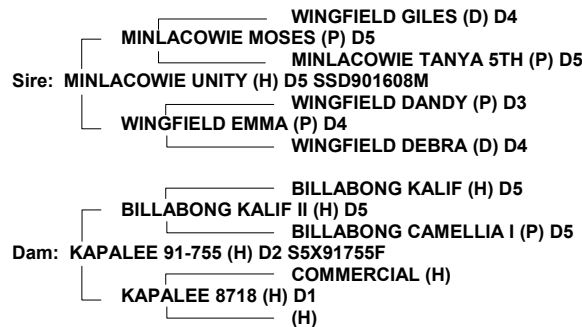 WINGFIELD GILES (D) D4
MINLACOWIE MOSES (P) D5
MINLACOWIE TANYA 5TH (P) D5
Sire: MINLACOWIE UNITY (H) D5 SSD901608M
WINGFIELD DANDY (P) D3
WINGFIELD EMMA (P) D4
WINGFIELD DEBRA (D) D4
BILLABONG KALIF (H) D5
BILLABONG KALIF II (H) D5
BILLABONG CAMELLIA I (P) D5
Dam: KAPALEE 91-755 (H) D2 S5X91755F
COMMERCIAL (H)
KAPALEE 8718 (H) D1
(H)